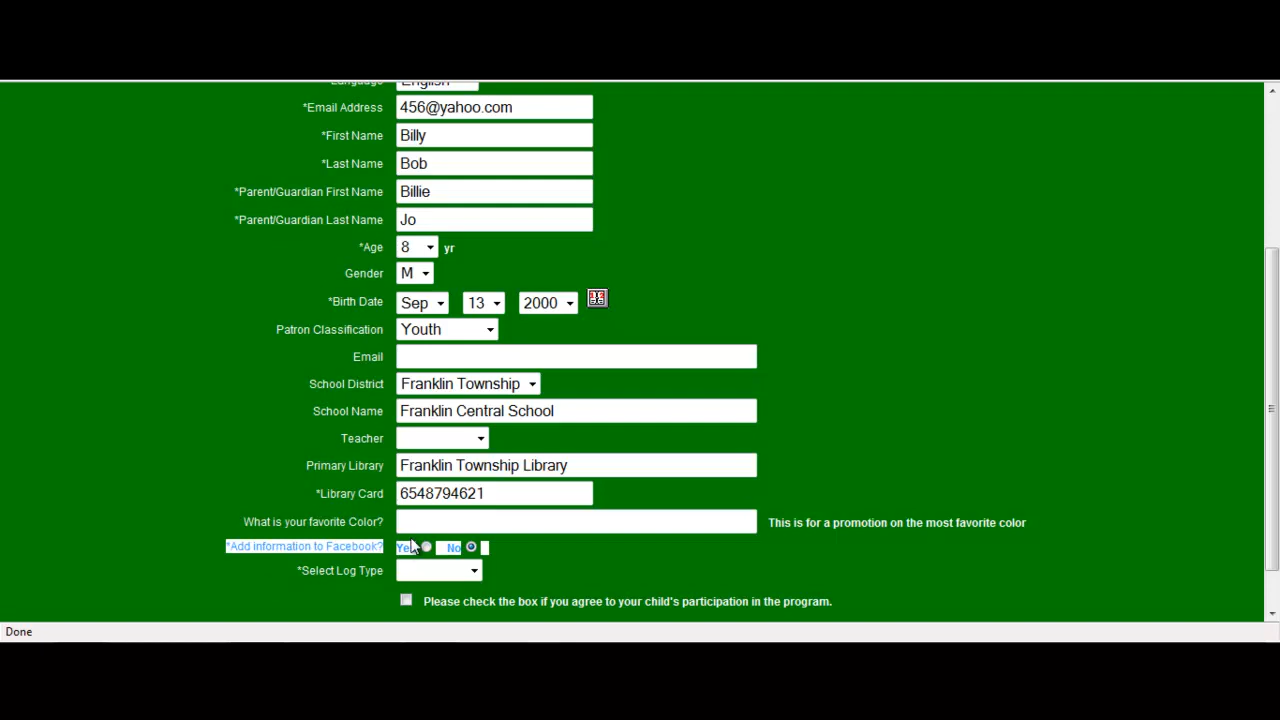 Language English
*Email Address 456@yahoo.com
*First Name Billy
*Last Name Bob
*Parent/Guardian First Name Billie
*Parent/Guardian Last Name Jo
*Age 8 yr
Gender M
*Birth Date Sep 13 2000
Patron Classification Youth
Email
School District Franklin Township
School Name Franklin Central School
Teacher
Primary Library Franklin Township Library
*Library Card 6548794621
What is your favorite Color? This is for a promotion on the most favorite color
*Add information to Facebook? Yes No
*Select Log Type
Please check the box if you agree to your child's participation in the program.
Done